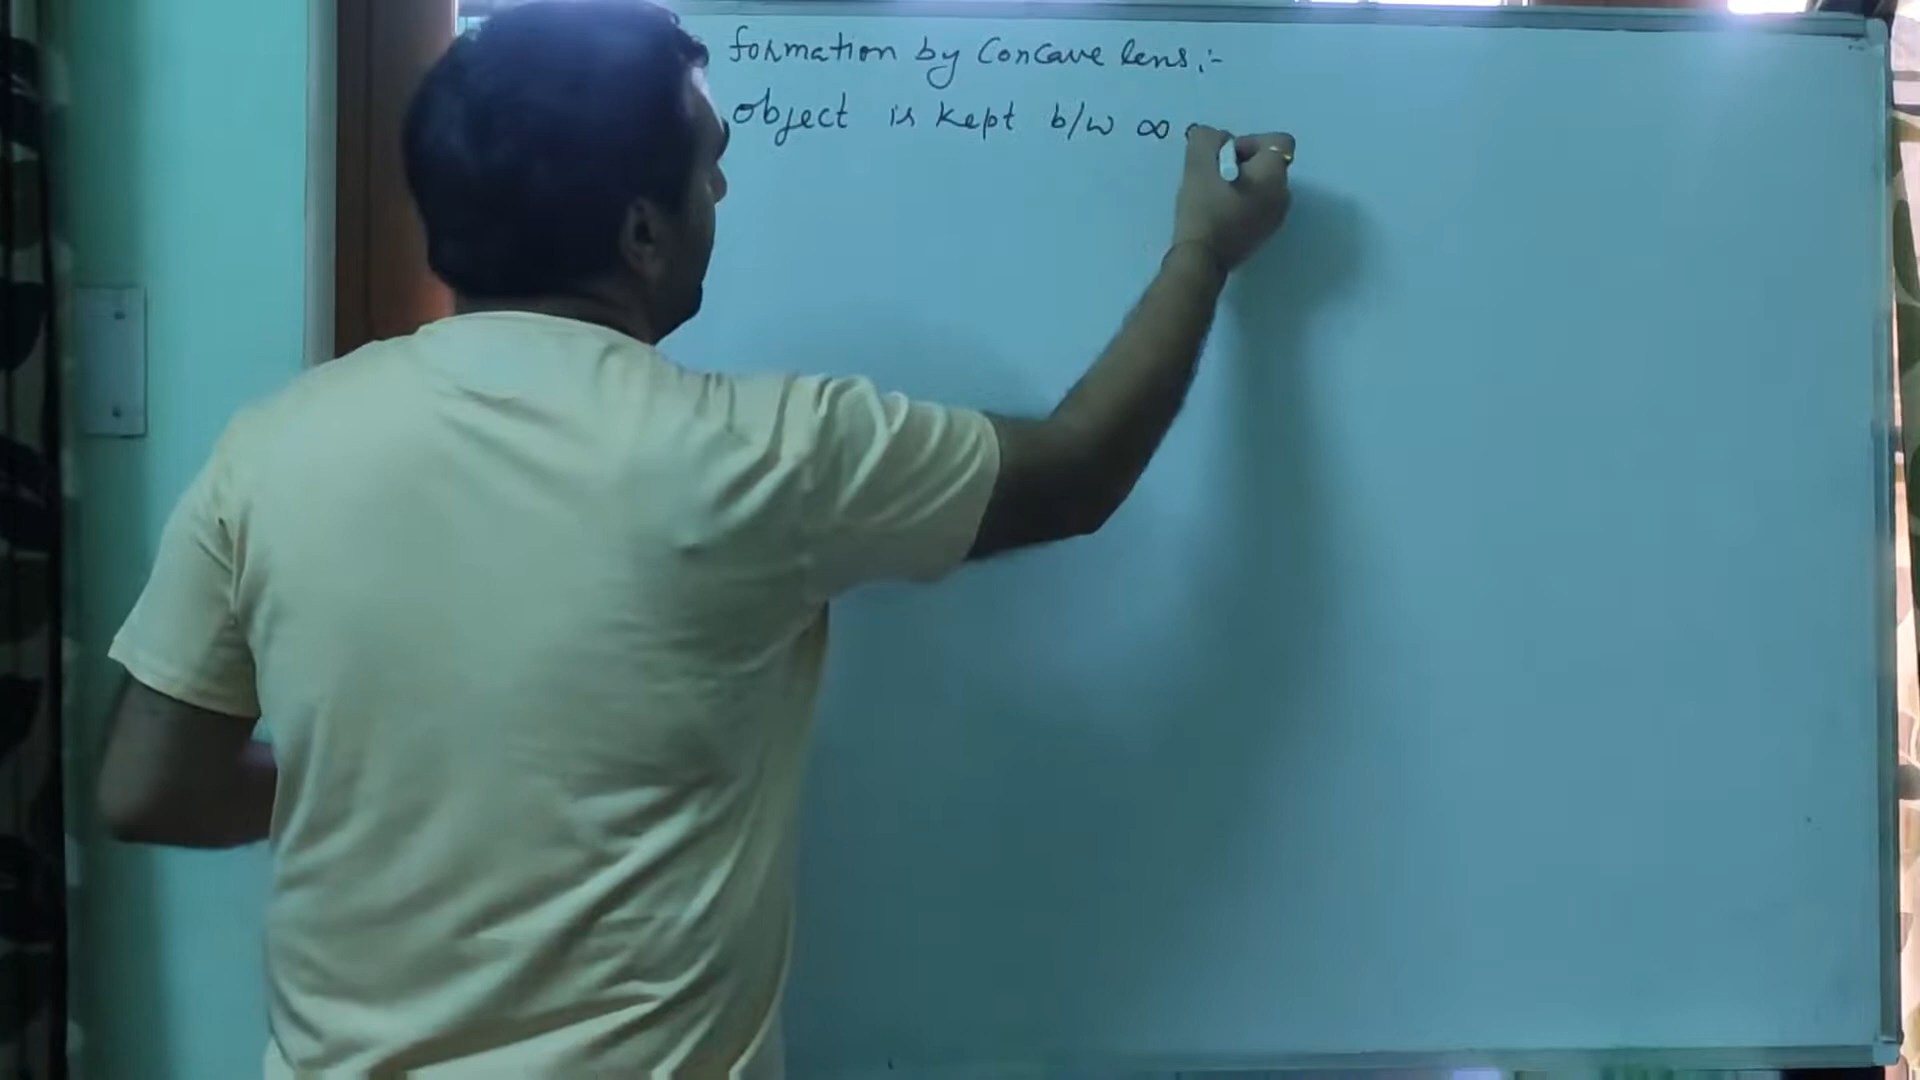 formation by Concave lens:-
object is kept b/w ∞